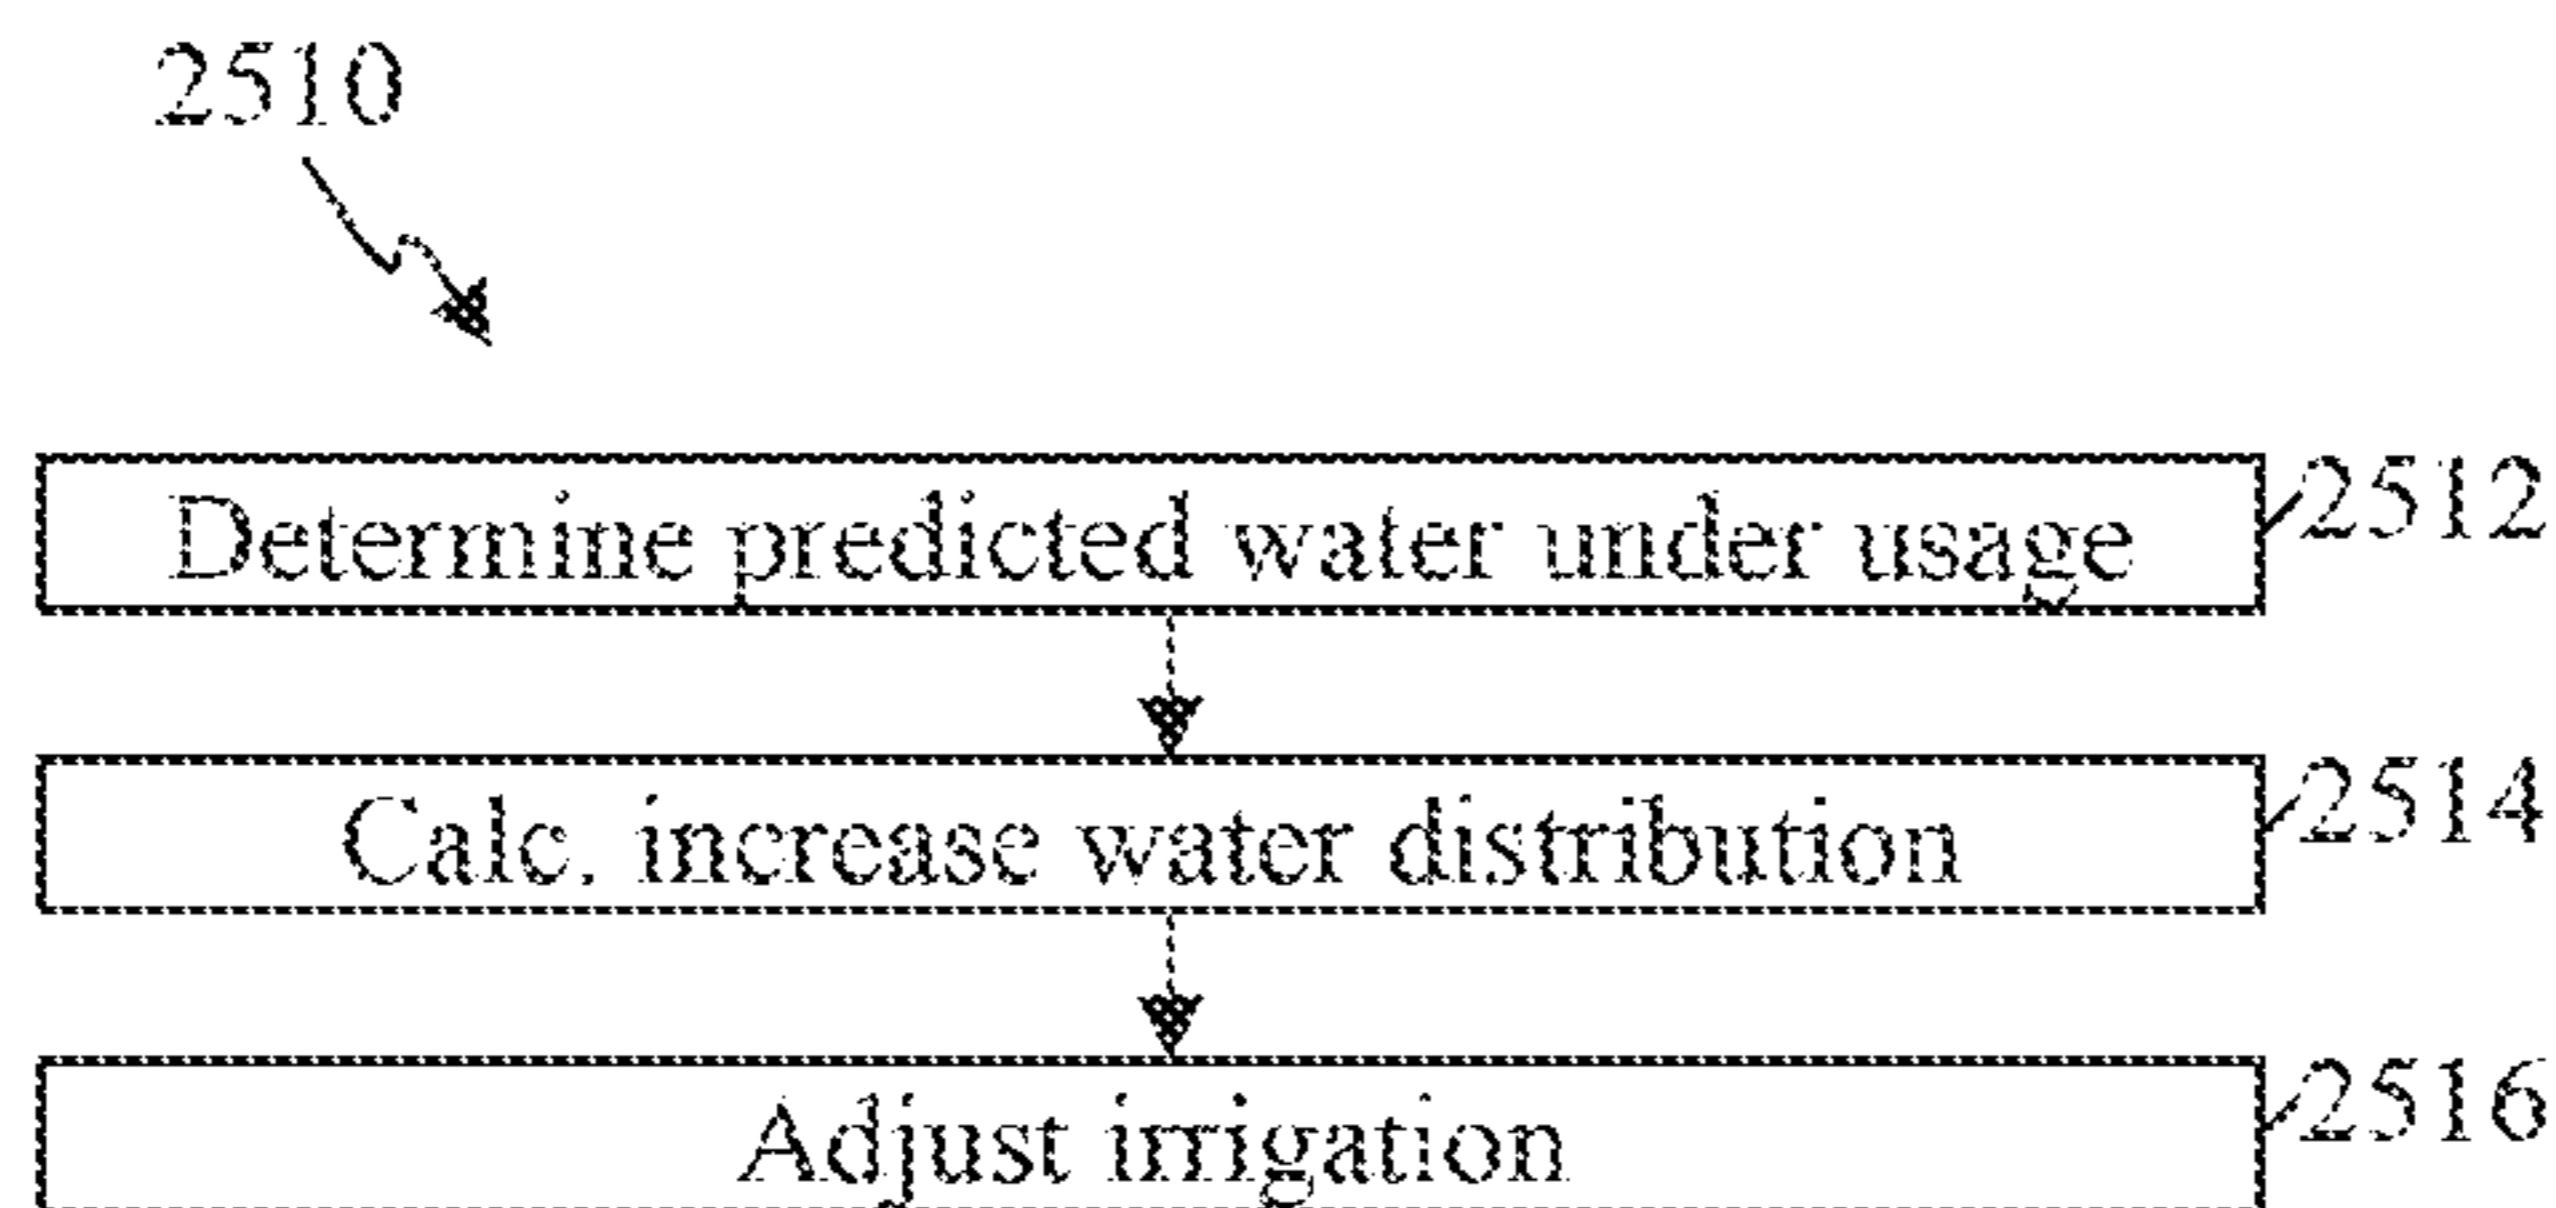 2510
Determine predicted water under usage
2512
Calc. increase water distribution
2514
Adjust irrigation
2516